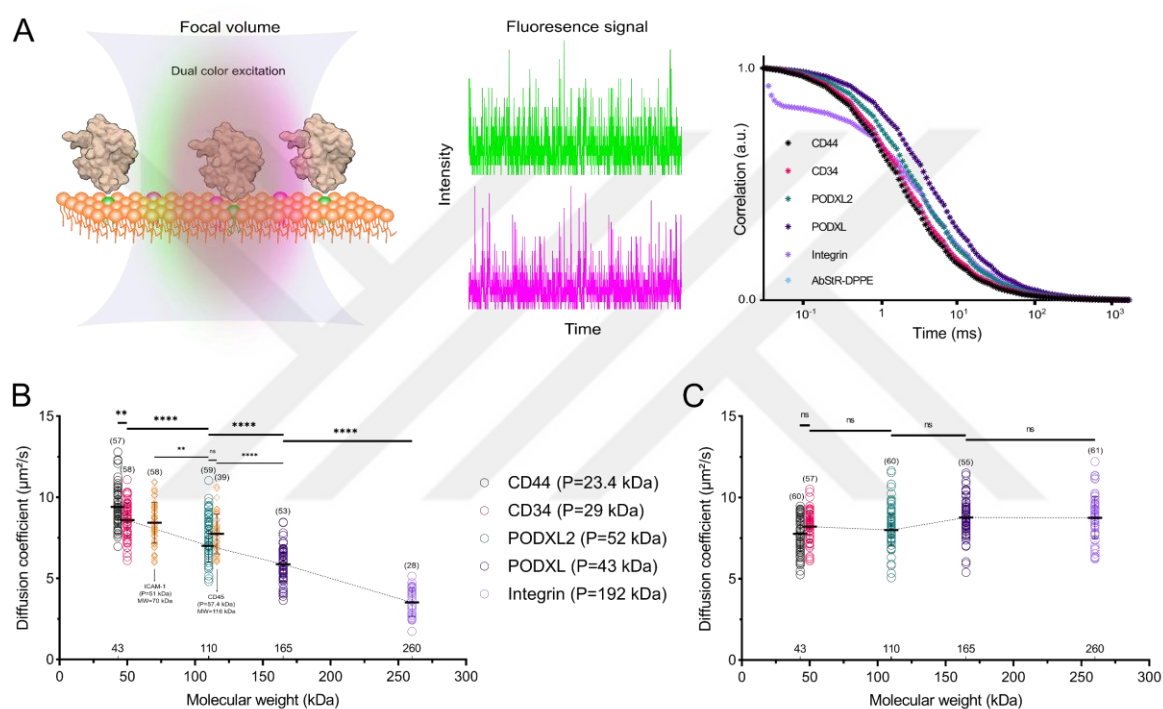 A
Focal volume
Dual color excitation
Fluoresence signal
Intensity
Time
1.0
0.0
Correlation (a.u.)
CD44
CD34
PODXL2
PODXL
Integrin
AbStR-DPPE
10⁻¹ 1 10¹ 10² 10³
Time (ms)
B
15
10
5
0
Diffusion coefficient (μm²/s)
** **** **** ****
** ns ****
(57) (58) (58) (59) (39) (53) (28)
ICAM-1
(P=51 kDa)
MW=70 kDa
CD45
(P=57.4 kDa)
MW=116 kDa
43 110 165 260
0 50 100 150 200 250 300
Molecular weight (kDa)
CD44 (P=23.4 kDa)
CD34 (P=29 kDa)
PODXL2 (P=52 kDa)
PODXL (P=43 kDa)
Integrin (P=192 kDa)
C
15
10
5
0
Diffusion coefficient (μm²/s)
ns ns ns ns
(60) (57) (60) (55) (61)
43 110 165 260
0 50 100 150 200 250 300
Molecular weight (kDa)